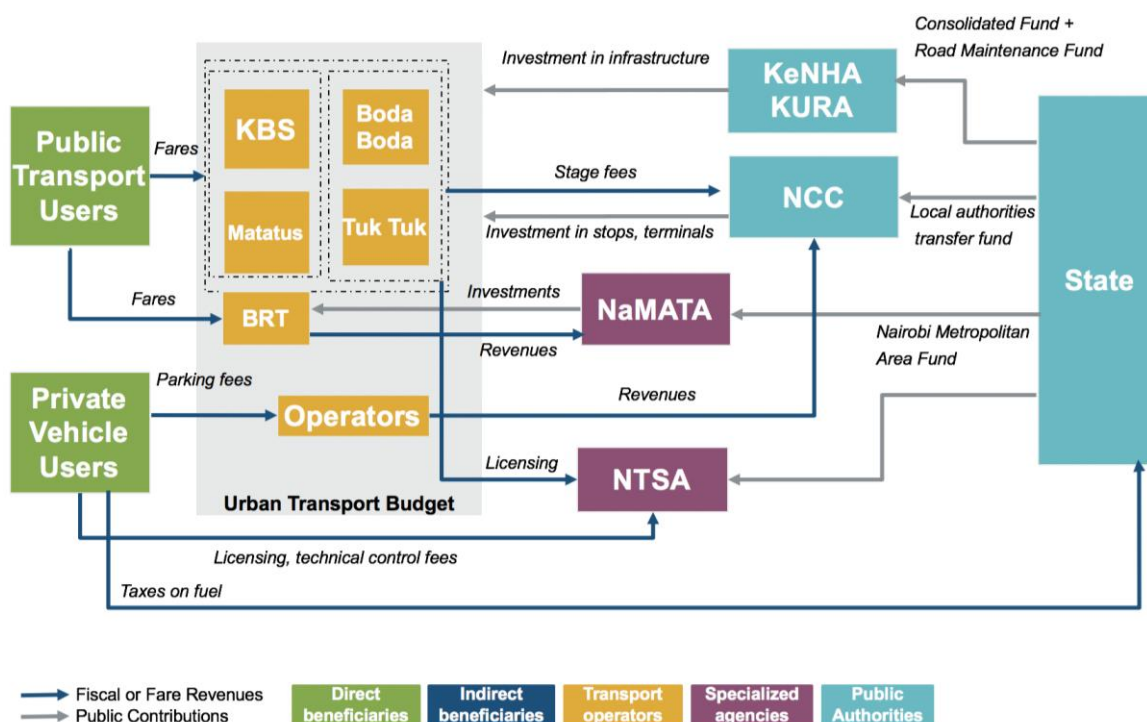 Consolidated Fund +
Road Maintenance Fund
Investment in infrastructure
KeNHA
KURA
KBS
Boda
Boda
Public
Transport
Users
Fares
Stage fees
NCC
Matatus
Tuk Tuk
Investment in stops, terminals
Local authorities
transfer fund
State
Fares
BRT
Investments
NaMATA
Revenues
Nairobi Metropolitan
Area Fund
Parking fees
Private
Vehicle
Users
Operators
Revenues
Licensing
NTSA
Urban Transport Budget
Licensing, technical control fees
Taxes on fuel
Fiscal or Fare Revenues
Public Contributions
Direct
beneficiaries
Indirect
beneficiaries
Transport
operators
Specialized
agencies
Public
Authorities